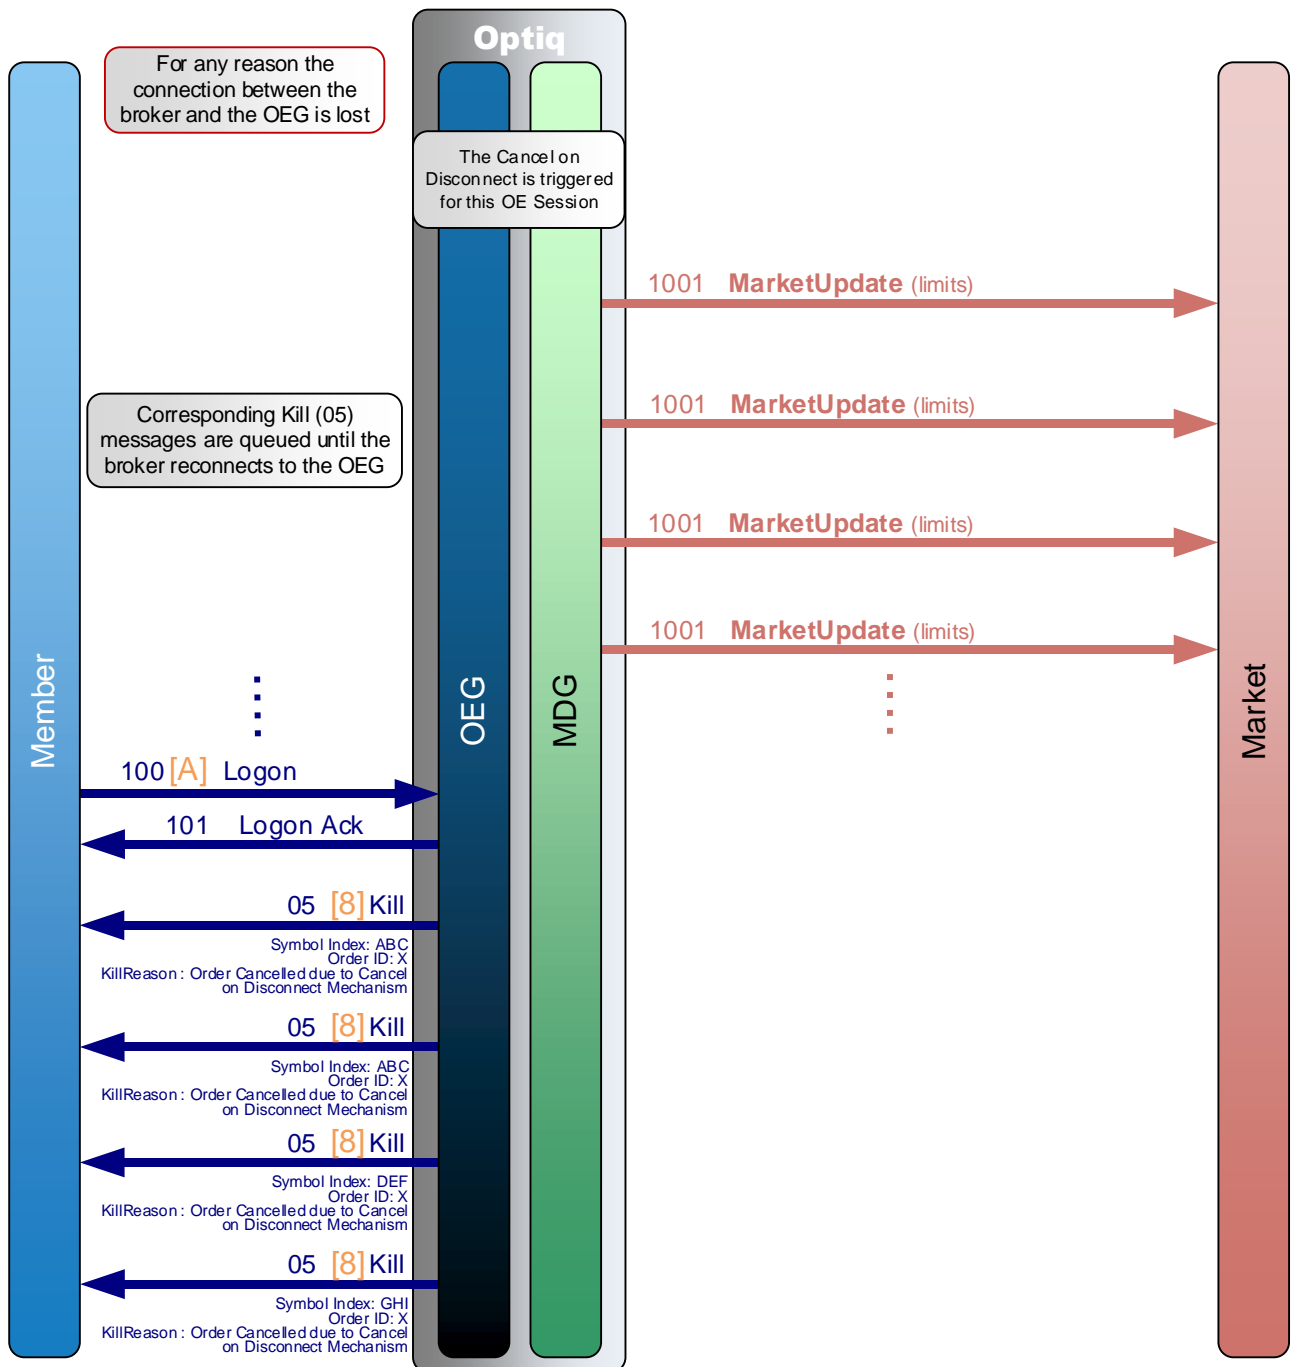 Optiq
For any reason the
connection between the
broker and the OEG is lost
The Cancel on
Disconnect is triggered
for this OE Session
1001 MarketUpdate (limits)
1001 MarketUpdate (limits)
Corresponding Kill (05)
messages are queued until the
broker reconnects to the OEG
1001 MarketUpdate (limits)
1001 MarketUpdate (limits)
Member
OEG
MDG
Market
100 [A] Logon
101 Logon Ack
05 [8] Kill
Symbol Index: ABC
Order ID: X
KillReason : Order Cancelled due to Cancel
on Disconnect Mechanism
05 [8] Kill
Symbol Index: ABC
Order ID: X
KillReason : Order Cancelled due to Cancel
on Disconnect Mechanism
05 [8] Kill
Symbol Index: DEF
Order ID: X
KillReason : Order Cancelled due to Cancel
on Disconnect Mechanism
05 [8] Kill
Symbol Index: GHI
Order ID: X
KillReason : Order Cancelled due to Cancel
on Disconnect Mechanism